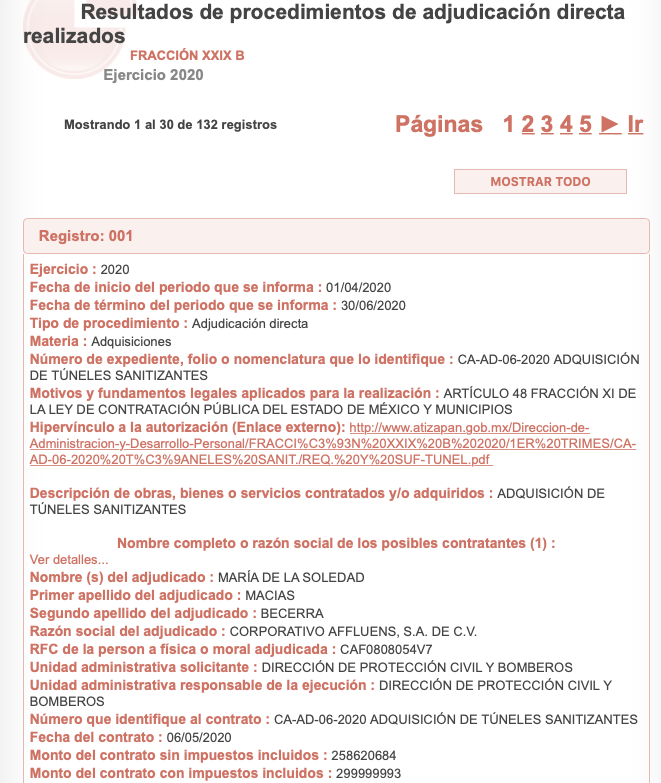 Resultados de procedimientos de adjudicación directa
realizados
FRACCIÓN XXIX B
Ejercicio 2020
Mostrando 1 al 30 de 132 registros
Páginas 1 2 3 4 5 ► Ir
MOSTRAR TODO
Registro: 001
Ejercicio : 2020
Fecha de inicio del periodo que se informa : 01/04/2020
Fecha de término del periodo que se informa : 30/06/2020
Tipo de procedimiento : Adjudicación directa
Materia : Adquisiciones
Número de expediente, folio o nomenclatura que lo identifique : CA-AD-06-2020 ADQUISICIÓN
DE TÚNELES SANITIZANTES
Motivos y fundamentos legales aplicados para la realización : ARTÍCULO 48 FRACCIÓN XI DE
LA LEY DE CONTRATACIÓN PÚBLICA DEL ESTADO DE MÉXICO Y MUNICIPIOS
Hipervínculo a la autorización (Enlace externo): http://www.atizapan.gob.mx/Direccion-de-
Administracion-y-Desarrollo-Personal/FRACCI%C3%93N%20XXIX%20B%202020/1ER%20TRIMES/CA-
AD-06-2020%20T%C3%9ANELES%20SANIT./REQ.%20Y%20SUF-TUNEL.pdf
Descripción de obras, bienes o servicios contratados y/o adquiridos : ADQUISICIÓN DE
TÚNELES SANITIZANTES
Nombre completo o razón social de los posibles contratantes (1) :
Ver detalles...
Nombre (s) del adjudicado : MARÍA DE LA SOLEDAD
Primer apellido del adjudicado : MACIAS
Segundo apellido del adjudicado : BECERRA
Razón social del adjudicado : CORPORATIVO AFFLUENS, S.A. DE C.V.
RFC de la person a física o moral adjudicada : CAF0808054V7
Unidad administrativa solicitante : DIRECCIÓN DE PROTECCIÓN CIVIL Y BOMBEROS
Unidad administrativa responsable de la ejecución : DIRECCIÓN DE PROTECCIÓN CIVIL Y
BOMBEROS
Número que identifique al contrato : CA-AD-06-2020 ADQUISICIÓN DE TÚNELES SANITIZANTES
Fecha del contrato : 06/05/2020
Monto del contrato sin impuestos incluidos : 258620684
Monto del contrato con impuestos incluidos : 299999993